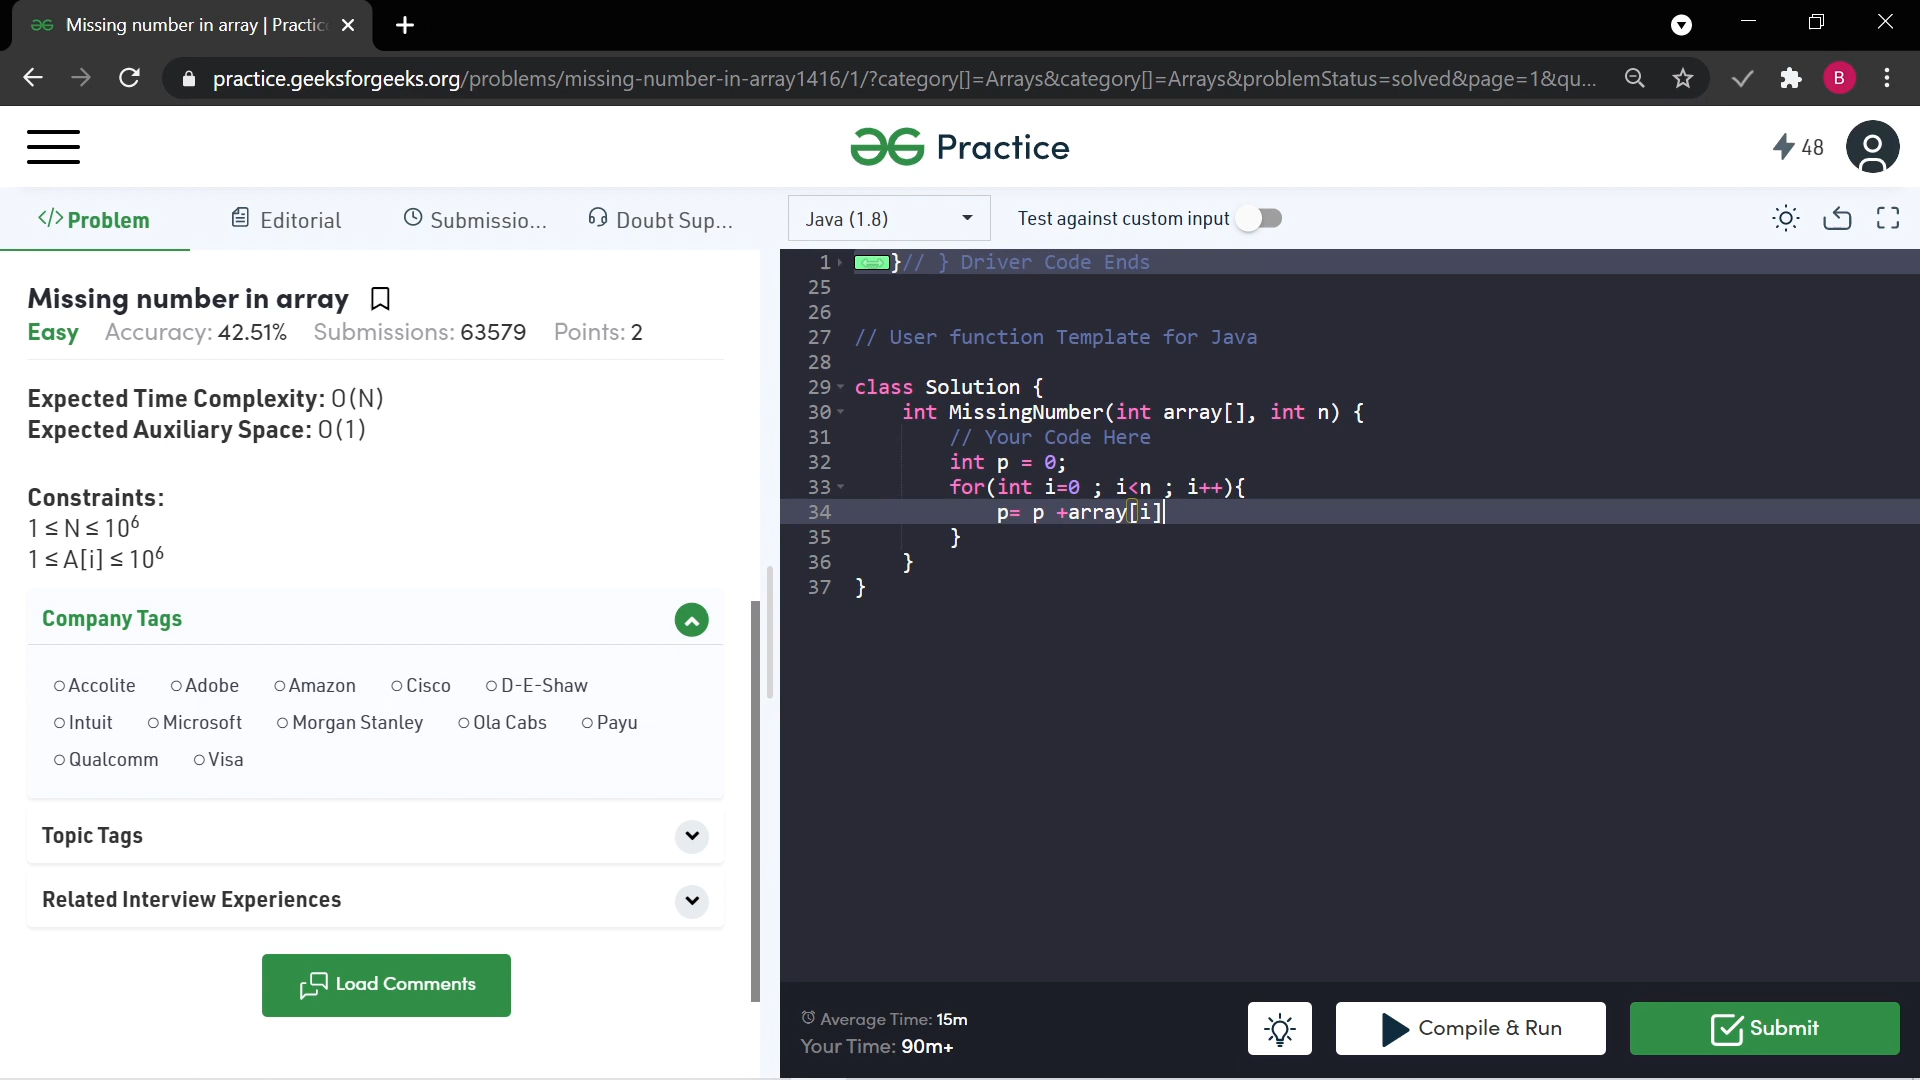 Missing number in array | Practic
practice.geeksforgeeks.org/problems/missing-number-in-array1416/1/?category[]=Arrays&category[]=Arrays&problemStatus=solved&page=1&qu...
B
Practice
48
</> Problem
Editorial
Submissio...
Doubt Sup...
Java (1.8)
Test against custom input
Missing number in array
Easy Accuracy: 42.51% Submissions: 63579 Points: 2
Expected Time Complexity: O(N)
Expected Auxiliary Space: O(1)
Constraints:
1 ≤ N ≤ 10⁶
1 ≤ A[i] ≤ 10⁶
Company Tags
Accolite Adobe Amazon Cisco D-E-Shaw
Intuit Microsoft Morgan Stanley Ola Cabs Payu
Qualcomm Visa
Topic Tags
Related Interview Experiences
Load Comments
1 }// } Driver Code Ends
25
26
27 // User function Template for Java
28
29 class Solution {
30 int MissingNumber(int array[], int n) {
31 // Your Code Here
32 int p = 0;
33 for(int i=0 ; i<n ; i++){
34 p= p +array[i]
35 }
36 }
37 }
Average Time: 15m
Your Time: 90m+
Compile & Run
Submit